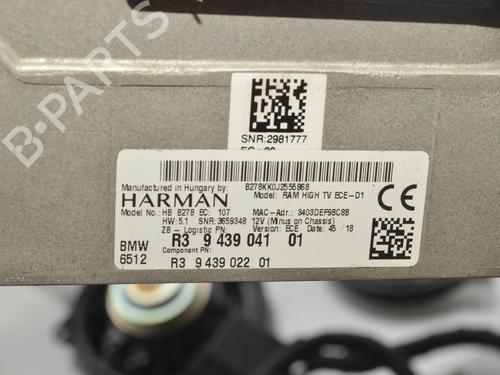 B-PARTS
SNR:2981777
B278KK0J2555868
Manufactured in Hungary by:
Model: RAM HIGH TV ECE-D1
HARMAN
CE
Model No.: HB B278 EC: 107
MAC-Adr.: 3403DEF98C88
HW: 5.1 SNR: 3659348 12V (Minus on Chassis)
ZB - Logistic PN.: Version: ECE Date: 45 / 18
BMW R3 9 439 041 01
Component PN:
6512 R3 9 439 022 01